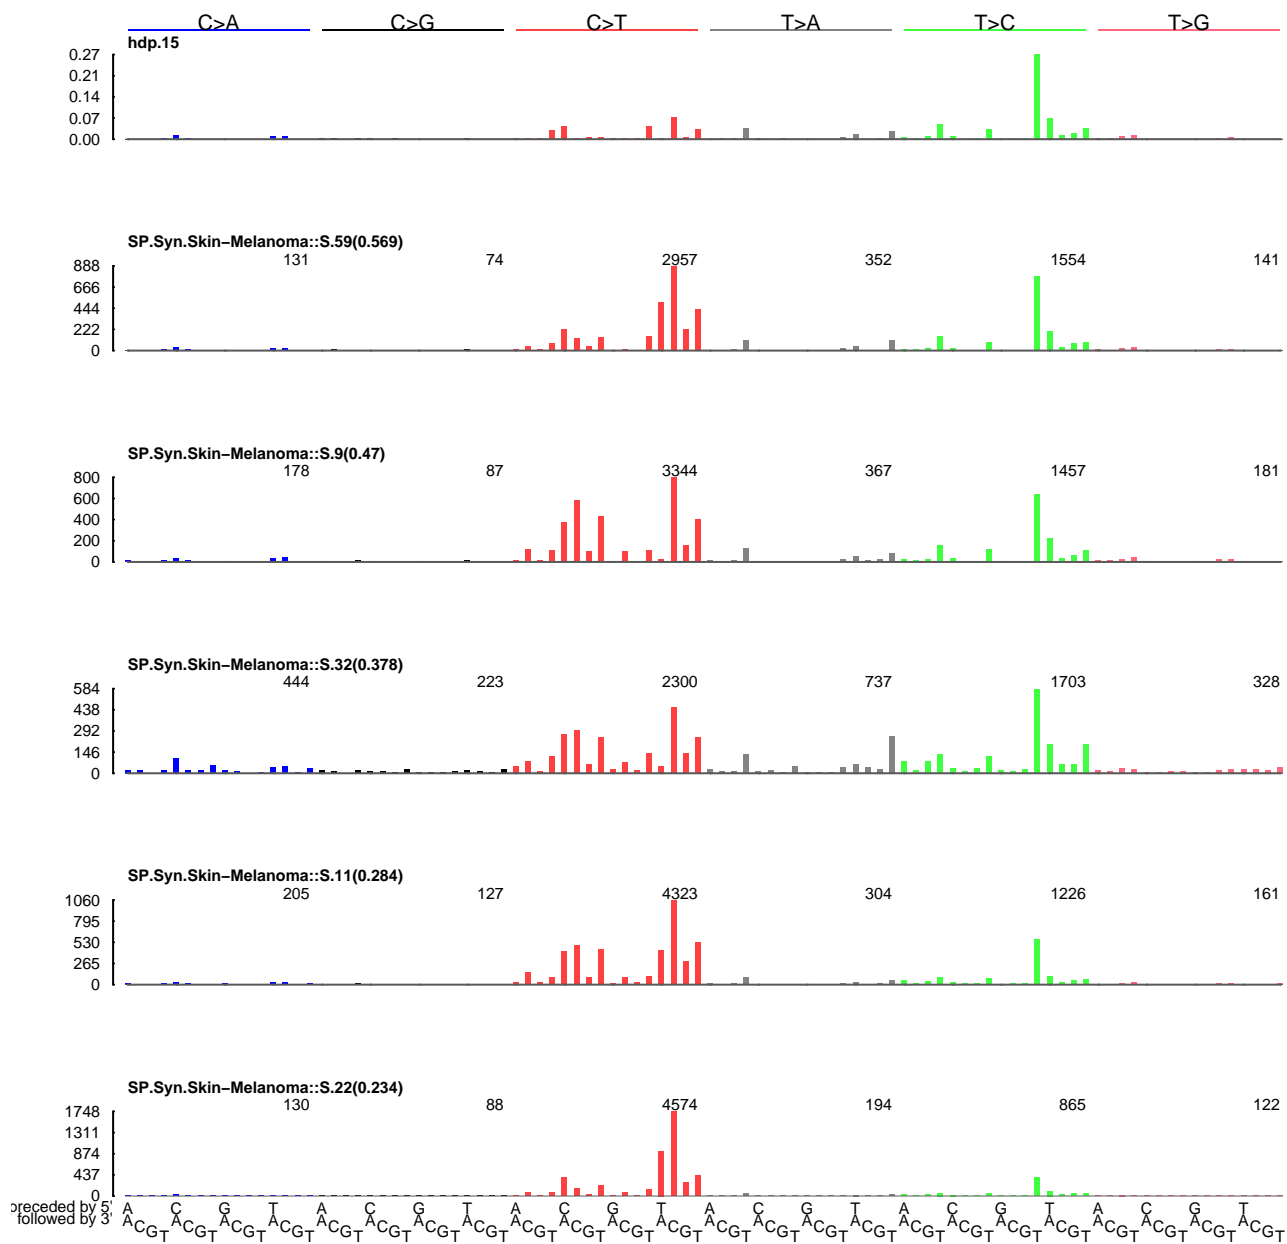 C>A C>G C>T T>A T>C T>G
hdp.15
0.27
0.21
0.14
0.07
0.00
SP.Syn.Skin−Melanoma::S.59(0.569)
131 74 2957 352 1554 141
888
666
444
222
0
SP.Syn.Skin−Melanoma::S.9(0.47)
178 87 3344 367 1457 181
800
600
400
200
0
SP.Syn.Skin−Melanoma::S.32(0.378)
444 223 2300 737 1703 328
584
438
292
146
0
SP.Syn.Skin−Melanoma::S.11(0.284)
205 127 4323 304 1226 161
1060
795
530
265
0
SP.Syn.Skin−Melanoma::S.22(0.234)
130 88 4574 194 865 122
1748
1311
874
437
0
preceded by 5' A C G T A C G T A C G T A C G T A C G T A C G T
followed by 3' A C G T A C G T A C G T A C G T A C G T A C G T A C G T A C G T A C G T A C G T A C G T A C G T A C G T A C G T A C G T A C G T A C G T A C G T A C G T A C G T A C G T A C G T A C G T A C G T